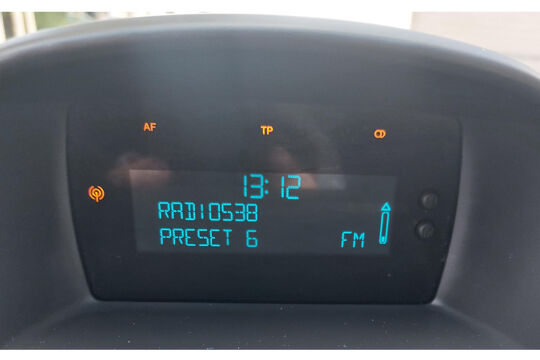 AF TP
13:12
RADIO538
PRESET 6 FM